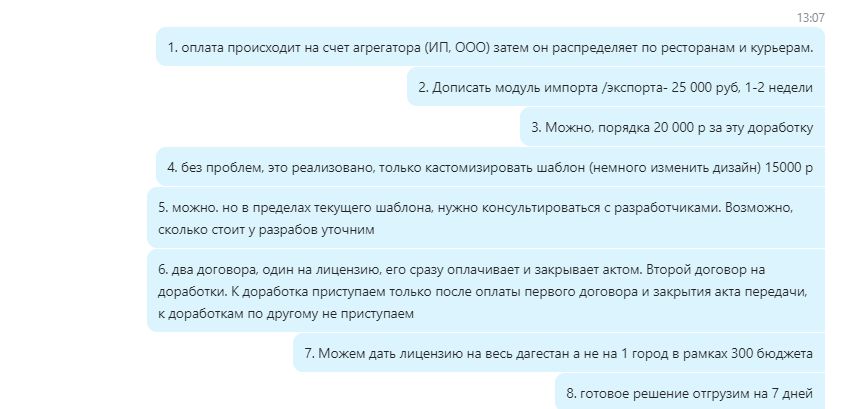 13:07
1. оплата происходит на счет агрегатора (ИП, ООО) затем он распределяет по ресторанам и курьерам.
2. Дописать модуль импорта /экспорта- 25 000 руб, 1-2 недели
3. Можно, порядка 20 000 р за эту доработку
4. без проблем, это реализовано, только кастомизировать шаблон (немного изменить дизайн) 15000 р
5. можно. но в пределах текущего шаблона, нужно консультироваться с разработчиками. Возможно,
сколько стоит у разрабов уточним
6. два договора, один на лицензию, его сразу оплачивает и закрывает актом. Второй договор на
доработки. К доработка приступаем только после оплаты первого договора и закрытия акта передачи,
к доработкам по другому не приступаем
7. Можем дать лицензию на весь дагестан а не на 1 город в рамках 300 бюджета
8. готовое решение отгрузим на 7 дней